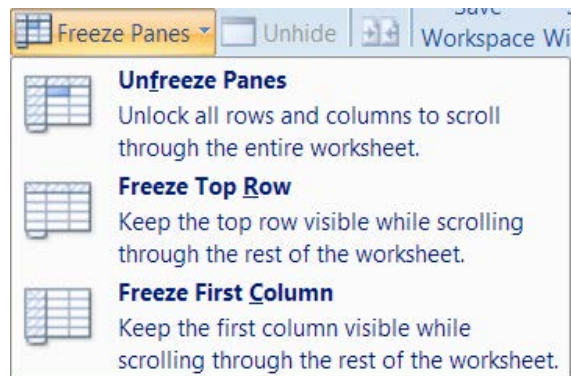 Freeze Panes Unhide Save
Workspace Wi
Unfreeze Panes
Unlock all rows and columns to scroll
through the entire worksheet.
Freeze Top Row
Keep the top row visible while scrolling
through the rest of the worksheet.
Freeze First Column
Keep the first column visible while
scrolling through the rest of the worksheet.